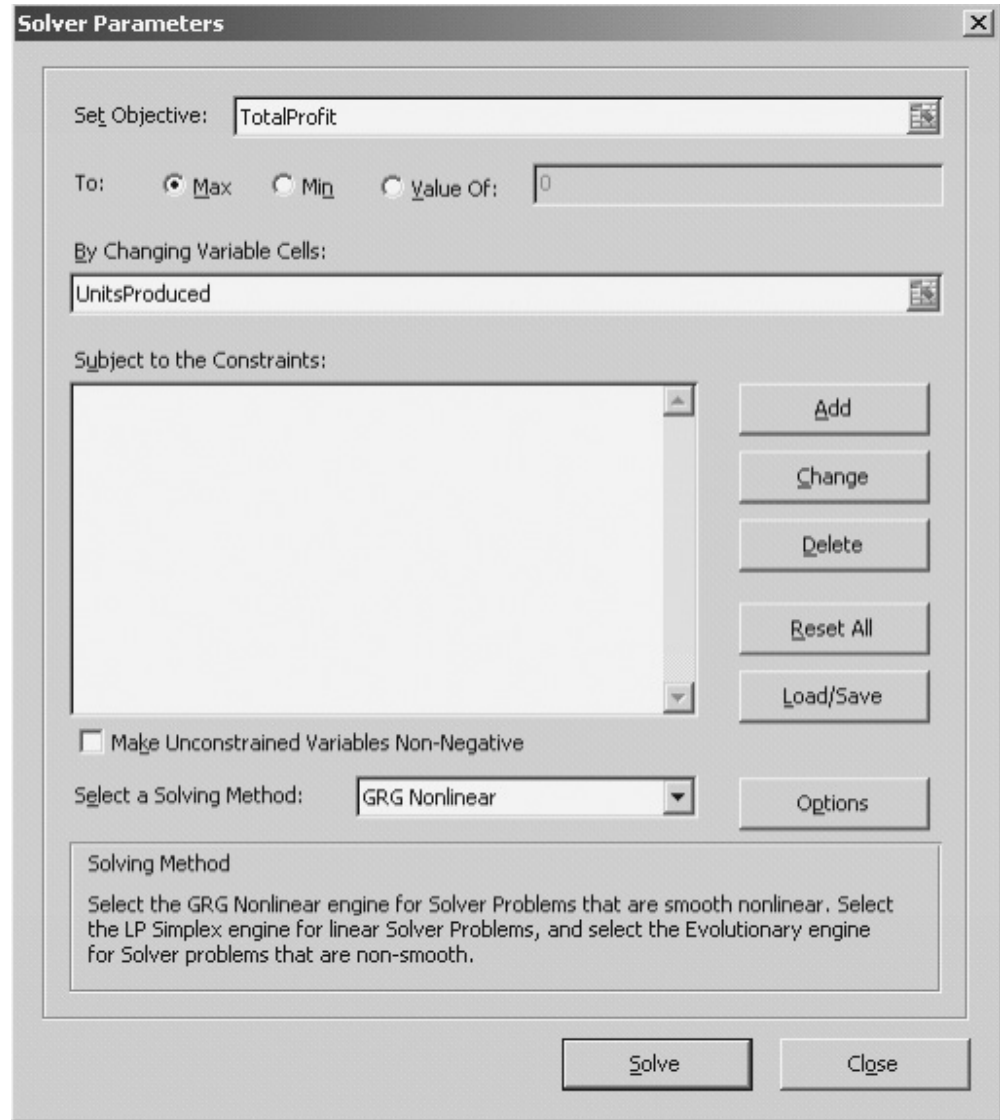 Solver Parameters
Set Objective: TotalProfit
To: Max Min Value Of: 0
By Changing Variable Cells:
UnitsProduced
Subject to the Constraints:
Add
Change
Delete
Reset All
Load/Save
Make Unconstrained Variables Non-Negative
Select a Solving Method: GRG Nonlinear Options
Solving Method
Select the GRG Nonlinear engine for Solver Problems that are smooth nonlinear. Select
the LP Simplex engine for linear Solver Problems, and select the Evolutionary engine
for Solver problems that are non-smooth.
Solve Close